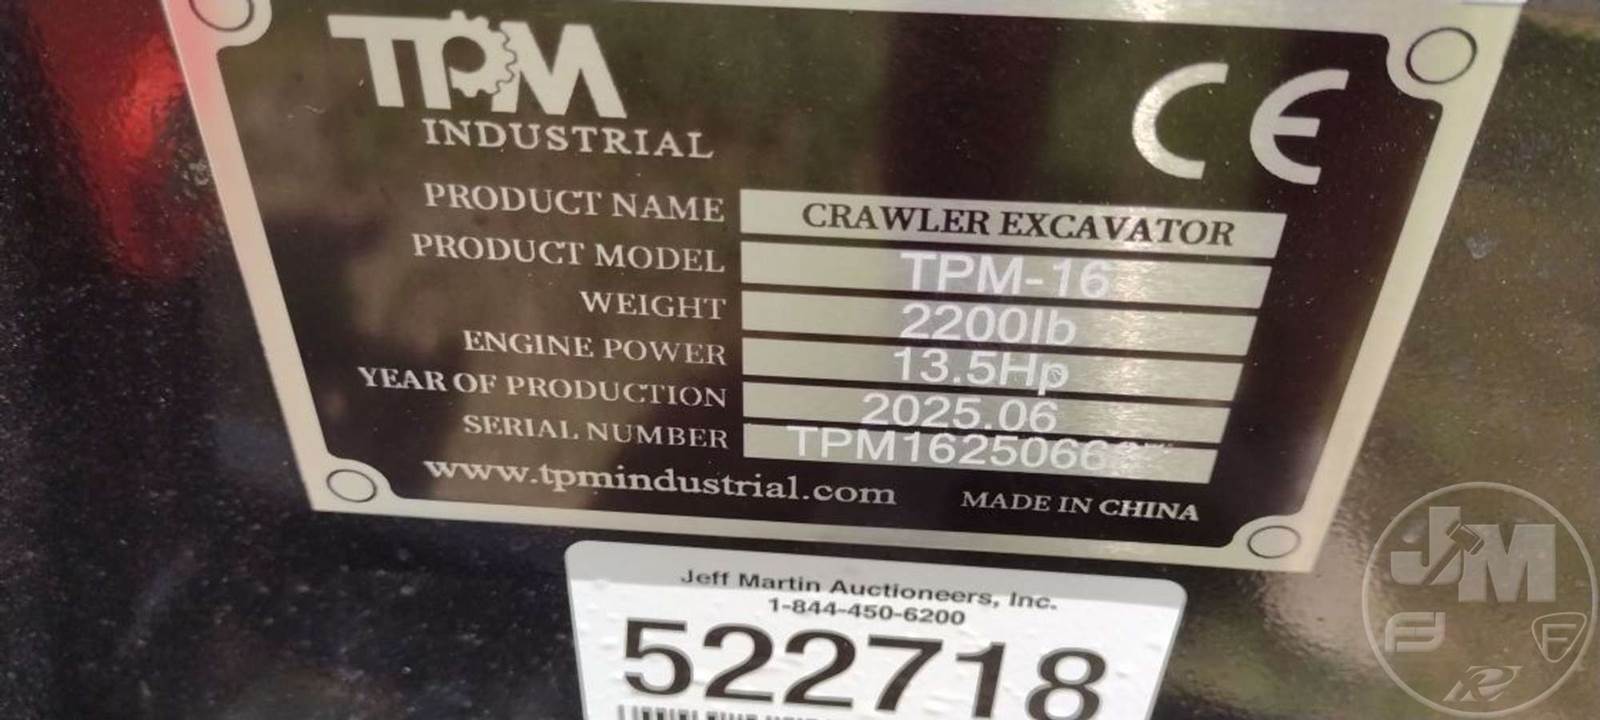 TPM
INDUSTRIAL
CE
PRODUCT NAME CRAWLER EXCAVATOR
PRODUCT MODEL TPM-16
WEIGHT 2200lb
ENGINE POWER 13.5Hp
YEAR OF PRODUCTION 2025.06
SERIAL NUMBER
www.tpmindustrial.com MADE IN CHINA
Jeff Martin Auctioneers, Inc.
1-844-450-6200
522718
JM